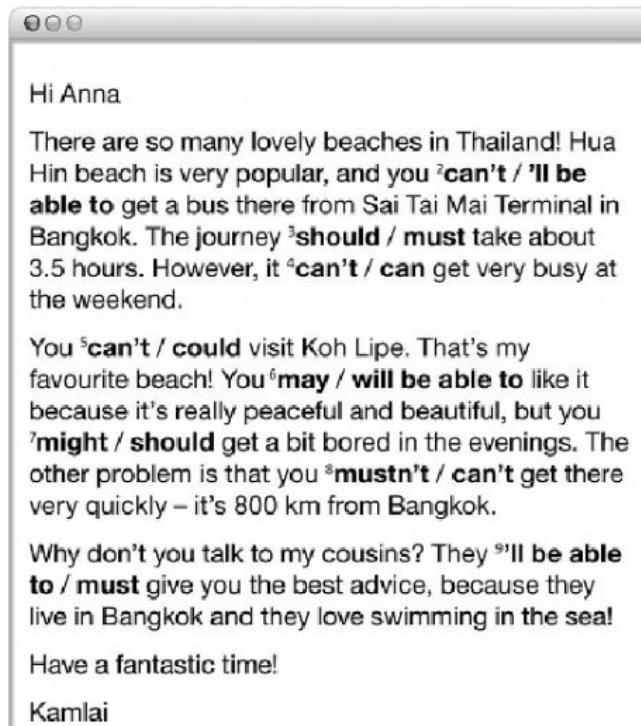 Hi Anna
There are so many lovely beaches in Thailand! Hua
Hin beach is very popular, and you ²can't / 'll be
able to get a bus there from Sai Tai Mai Terminal in
Bangkok. The journey ³should / must take about
3.5 hours. However, it ⁴can't / can get very busy at
the weekend.
You ⁵can't / could visit Koh Lipe. That's my
favourite beach! You ⁶may / will be able to like it
because it's really peaceful and beautiful, but you
⁷might / should get a bit bored in the evenings. The
other problem is that you ⁸mustn't / can't get there
very quickly – it's 800 km from Bangkok.
Why don't you talk to my cousins? They ⁹'ll be able
to / must give you the best advice, because they
live in Bangkok and they love swimming in the sea!
Have a fantastic time!
Kamlai